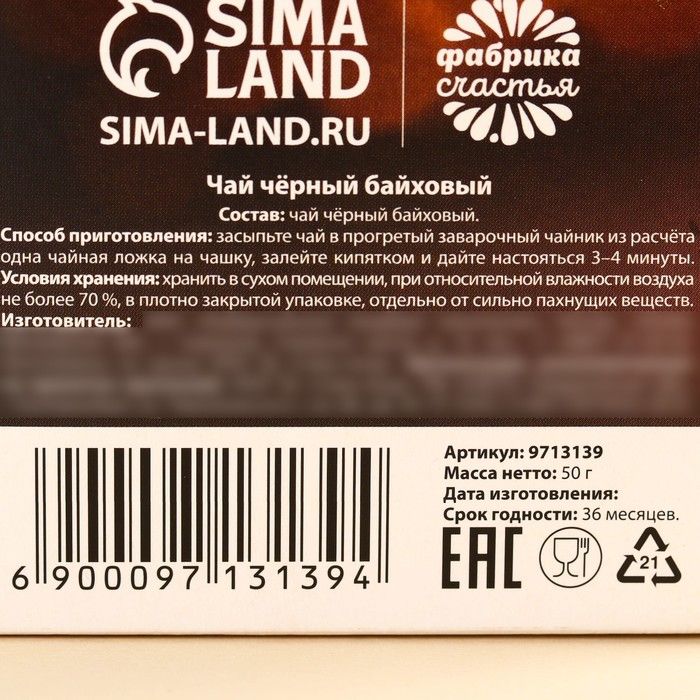 SIMA
LAND
SIMA-LAND.RU
фабрика
счастья
Чай чёрный байховый
Состав: чай чёрный байховый.
Способ приготовления: засыпьте чай в прогретый заварочный чайник из расчёта
одна чайная ложка на чашку, залейте кипятком и дайте настояться 3–4 минуты.
Условия хранения: хранить в сухом помещении, при относительной влажности воздуха
не более 70 %, в плотно закрытой упаковке, отдельно от сильно пахнущих веществ.
Изготовитель:
6 900097 131394
Артикул: 9713139
Масса нетто: 50 г
Дата изготовления:
Срок годности: 36 месяцев.
EAC
21